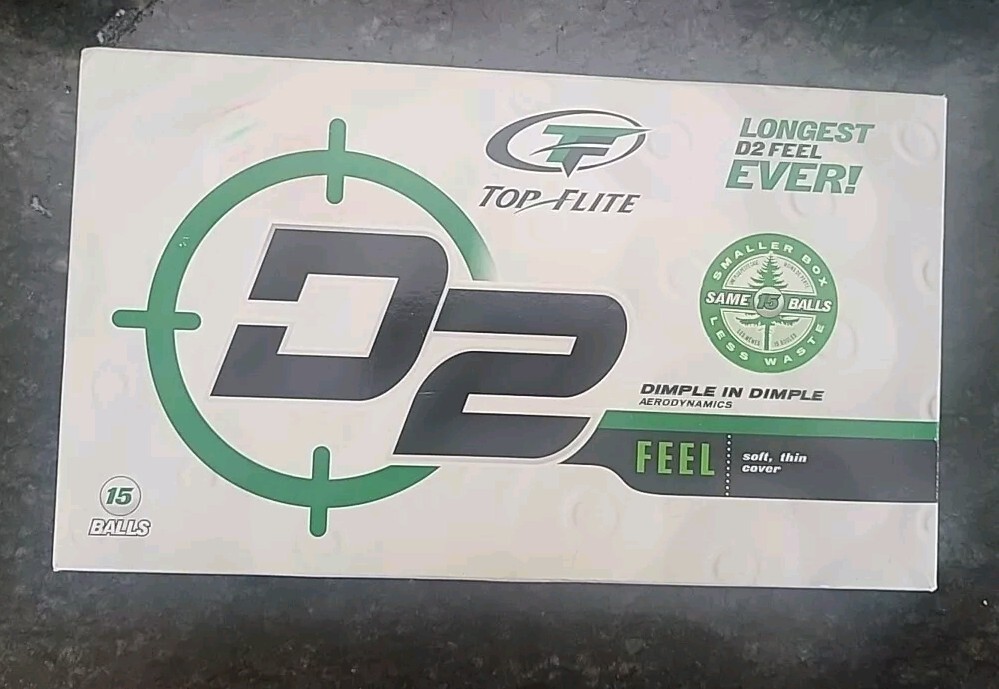 TF
TOP FLITE
LONGEST
D2 FEEL
EVER!
D2
SMALLER BOX
SAME 15 BALLS
LESS WASTE
DIMPLE IN DIMPLE
AERODYNAMICS
FEEL
soft, thin
cover
15
BALLS